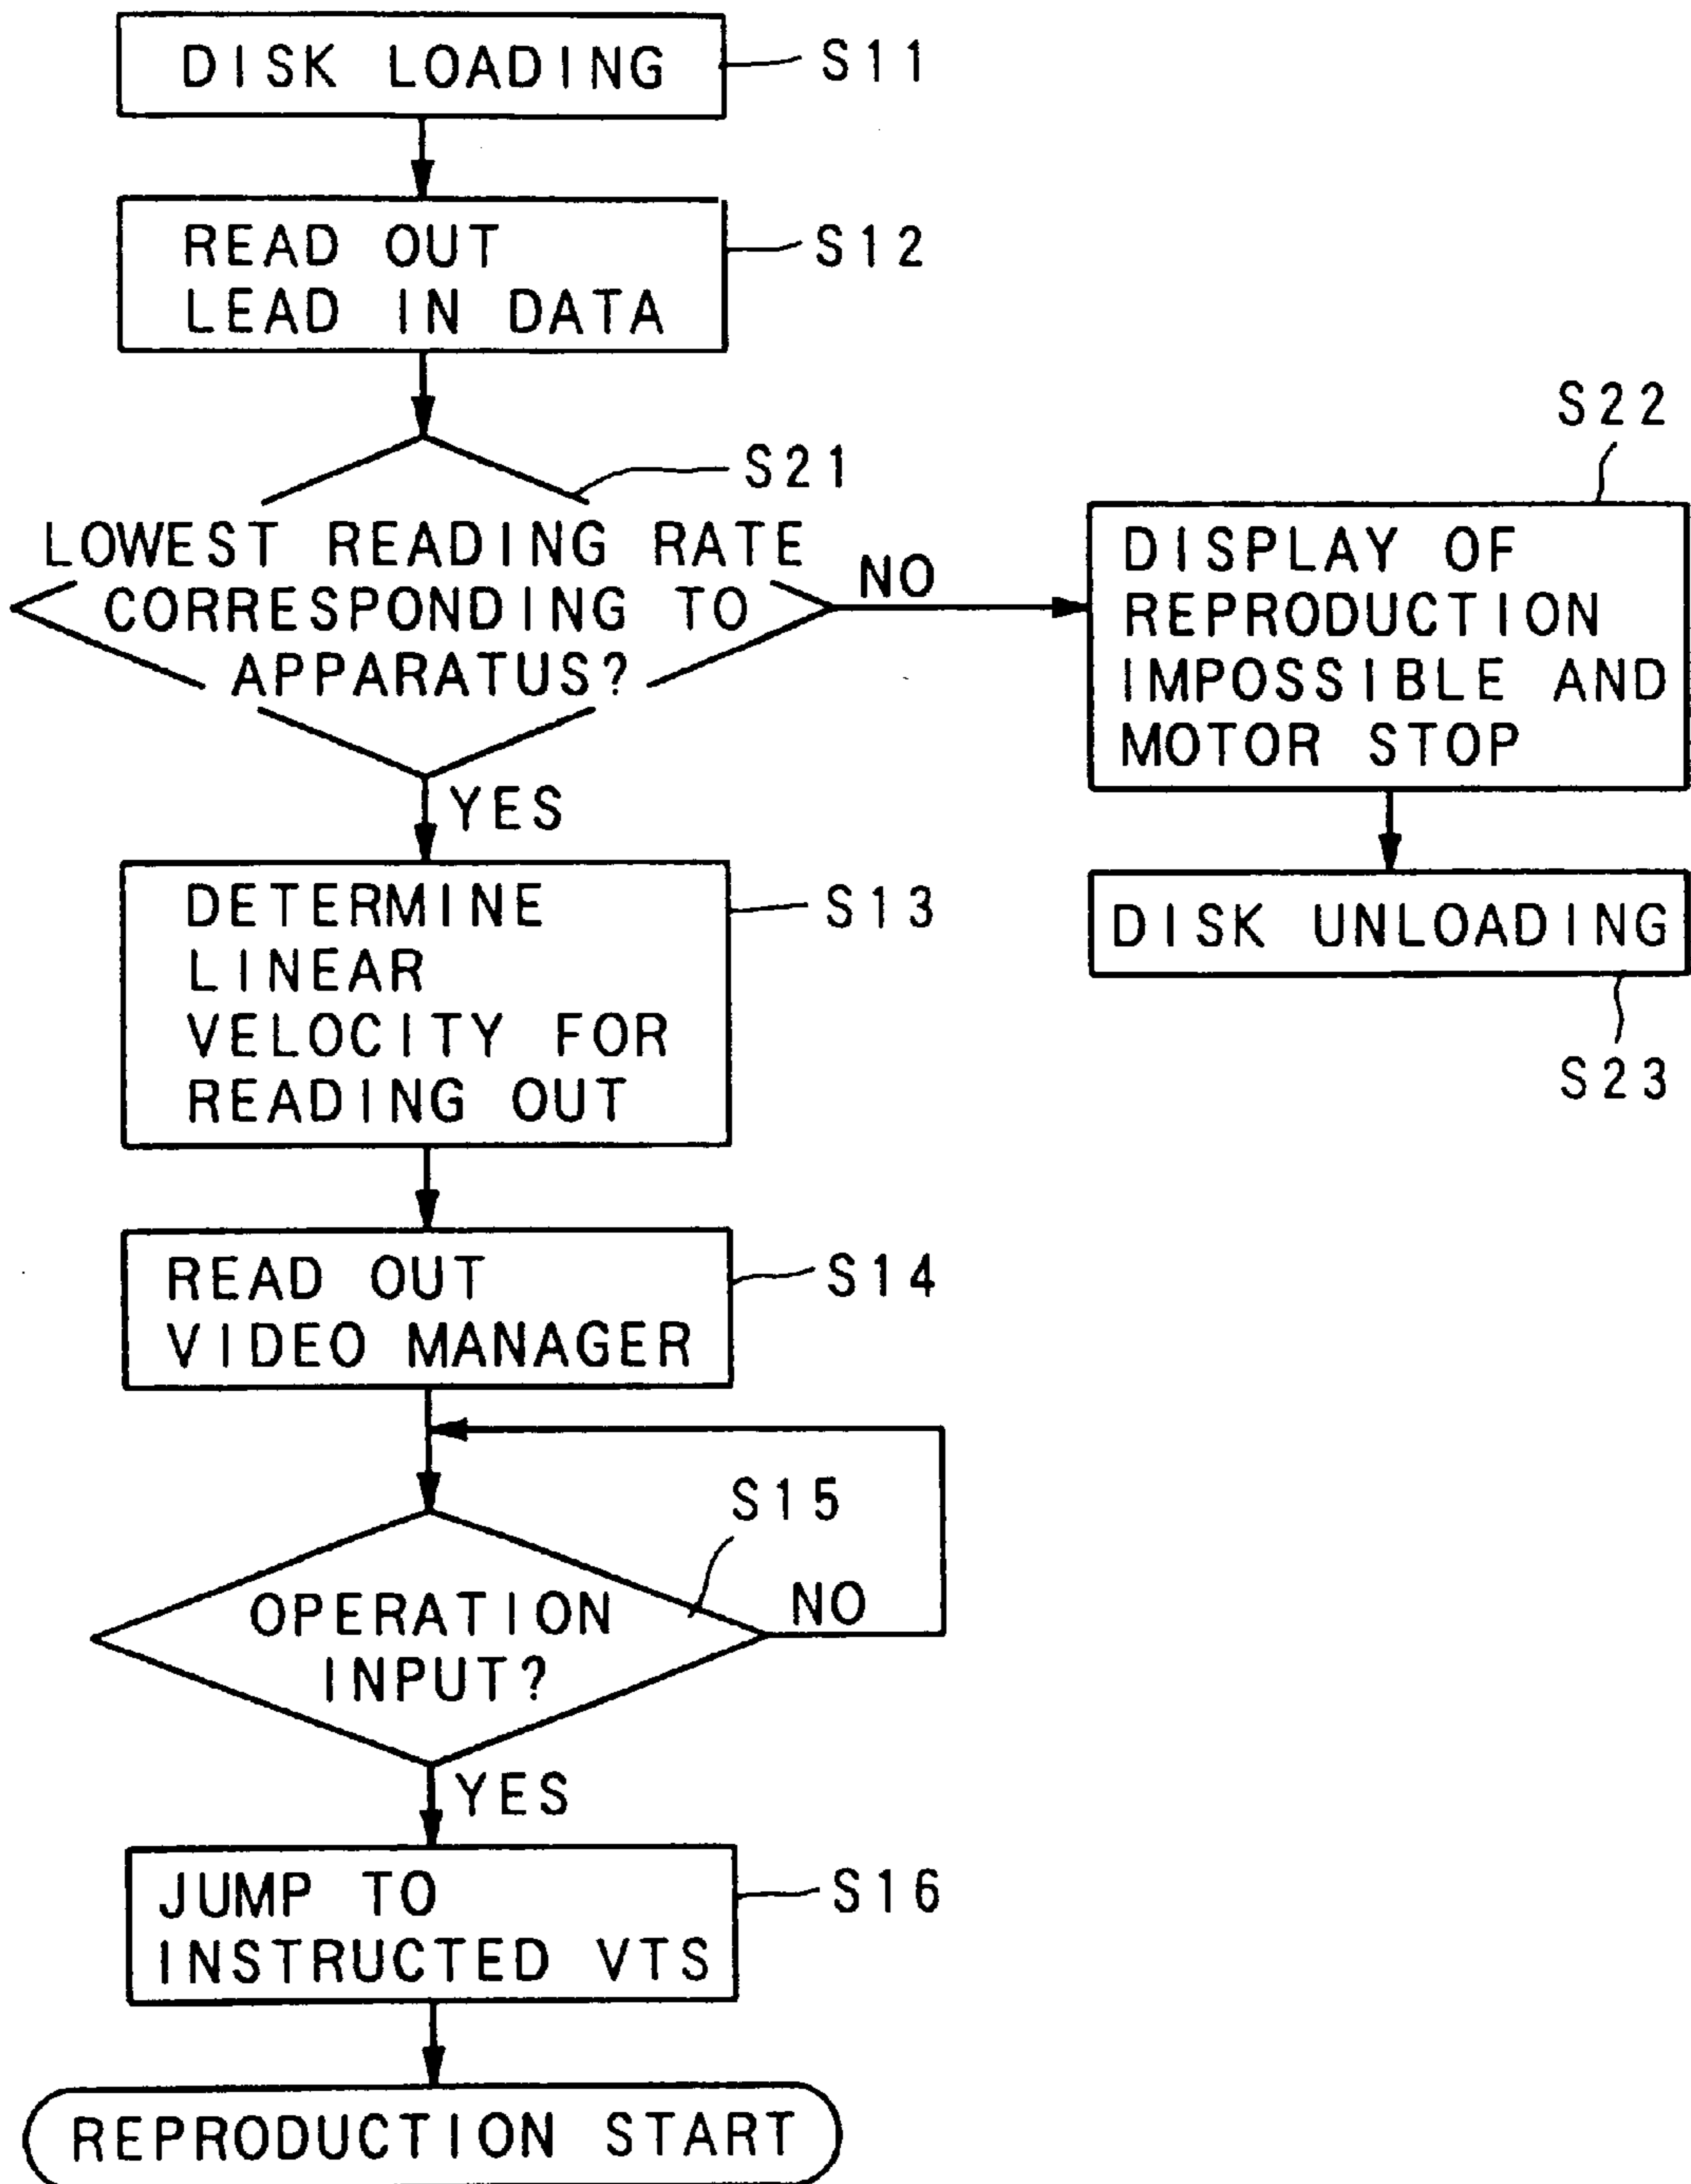 DISK LOADING
S11
READ OUT
LEAD IN DATA
S12
S21
LOWEST READING RATE
CORRESPONDING TO
APPARATUS?
NO
YES
S22
DISPLAY OF
REPRODUCTION
IMPOSSIBLE AND
MOTOR STOP
DISK UNLOADING
S23
DETERMINE
LINEAR
VELOCITY FOR
READING OUT
S13
READ OUT
VIDEO MANAGER
S14
S15
OPERATION
INPUT?
NO
YES
JUMP TO
INSTRUCTED VTS
S16
REPRODUCTION START